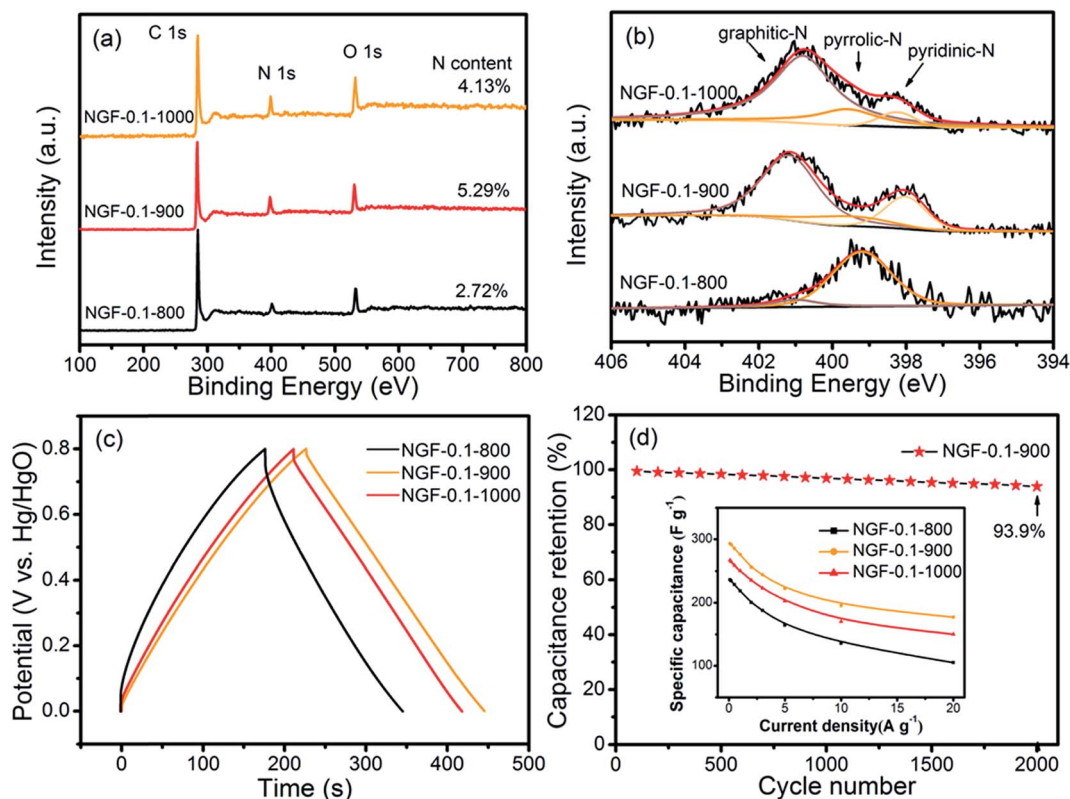 (a)
C 1s
N 1s
O 1s
N content
4.13%
NGF-0.1-1000
5.29%
NGF-0.1-900
2.72%
NGF-0.1-800
Intensity (a.u.)
100 200 300 400 500 600 700 800
Binding Energy (eV)
(b)
graphitic-N
pyrrolic-N
pyridinic-N
NGF-0.1-1000
NGF-0.1-900
NGF-0.1-800
Intensity (a.u.)
406 404 402 400 398 396 394
Binding Energy (eV)
(c)
NGF-0.1-800
NGF-0.1-900
NGF-0.1-1000
Potential (V vs. Hg/HgO)
0.8
0.4
0.0
0 100 200 300 400 500
Time (s)
(d)
NGF-0.1-900
93.9%
Capacitance retention (%)
120
100
80
60
40
20
0
0 500 1000 1500 2000
Cycle number
NGF-0.1-800
NGF-0.1-900
NGF-0.1-1000
Specific capacitance (F g⁻¹)
300
200
100
0 5 10 15 20
Current density(A g⁻¹)